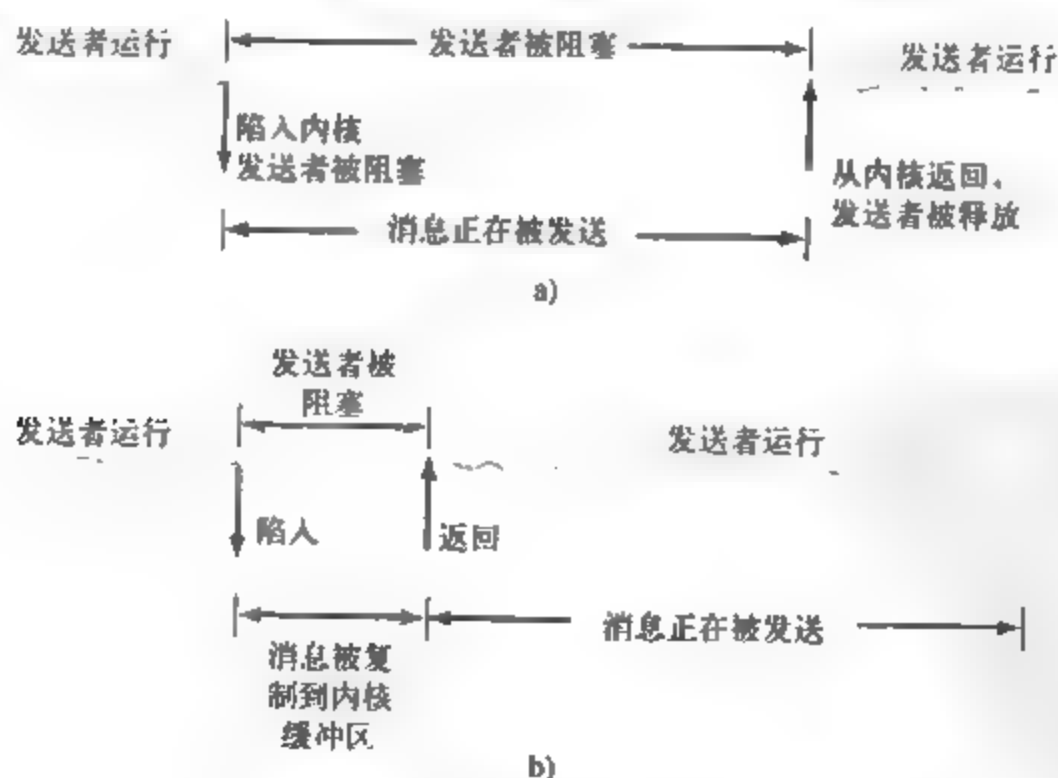 发送者运行
发送者被阻塞
发送者运行
陷入内核
发送者被阻塞
从内核返回，
发送者被释放
消息正在被发送
a)
发送者被
阻塞
发送者运行
发送者运行
陷入
返回
消息被复
制到内核
缓冲区
消息正在被发送
b)